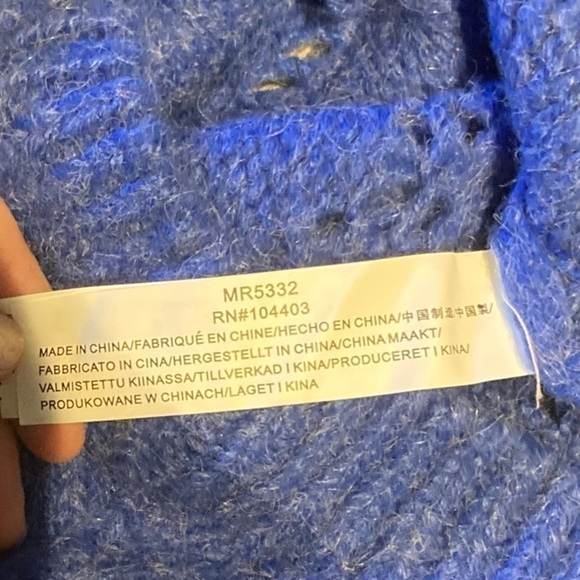 MR5332
RN#104403
MADE IN CHINA/FABRIQUÉ EN CHINE/HECHO EN CHINA/中国制造中国製/
FABBRICATO IN CINA/HERGESTELLT IN CHINA/CHINA MAAKT/
VALMISTETTU KIINASSA/TILLVERKAD I KINA/PRODUCERET I KINA/
PRODUKOWANE W CHINACH/LAGET I KINA